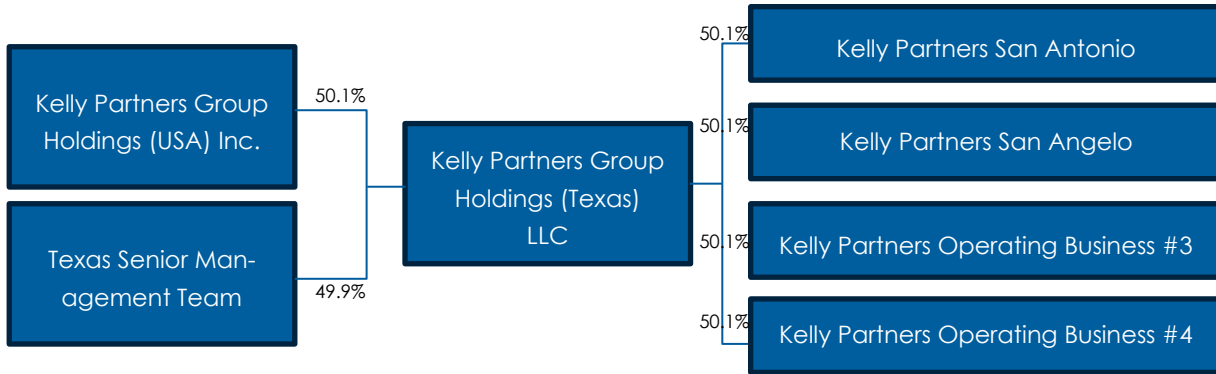 Kelly Partners Group
Holdings (USA) Inc.
50.1%
Texas Senior Man-
agement Team
49.9%
Kelly Partners Group
Holdings (Texas)
LLC
50.1%
Kelly Partners San Antonio
50.1%
Kelly Partners San Angelo
50.1%
Kelly Partners Operating Business #3
50.1%
Kelly Partners Operating Business #4